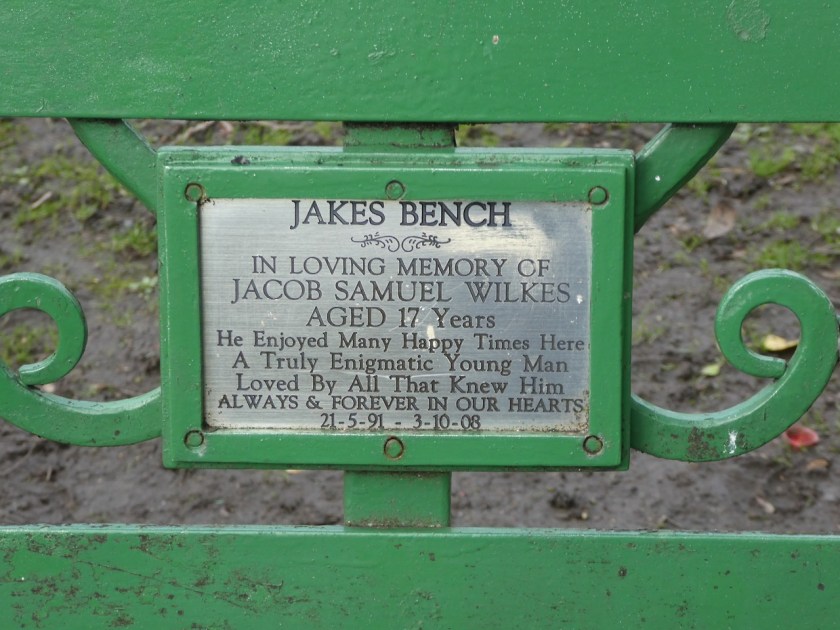 JAKES BENCH
IN LOVING MEMORY OF
JACOB SAMUEL WILKES
AGED 17 Years
He Enjoyed Many Happy Times Here
A Truly Enigmatic Young Man
Loved By All That Knew Him
ALWAYS & FOREVER IN OUR HEARTS
21-5-91 - 3-10-08